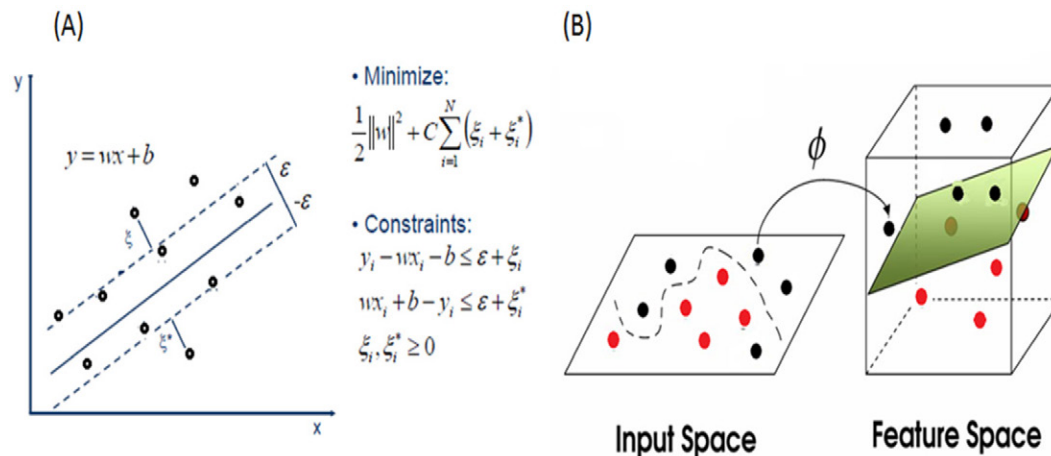 (A)
y
y = wx + b
ε
-ε
ξ
ξ*
x
• Minimize:
1/2 ‖w‖² + C ∑_{i=1}^{N} (ξ_i + ξ_i^*)
• Constraints:
y_i − wx_i − b ≤ ε + ξ_i
wx_i + b − y_i ≤ ε + ξ_i^*
ξ_i, ξ_i^* ≥ 0
(B)
ϕ
Input Space
Feature Space